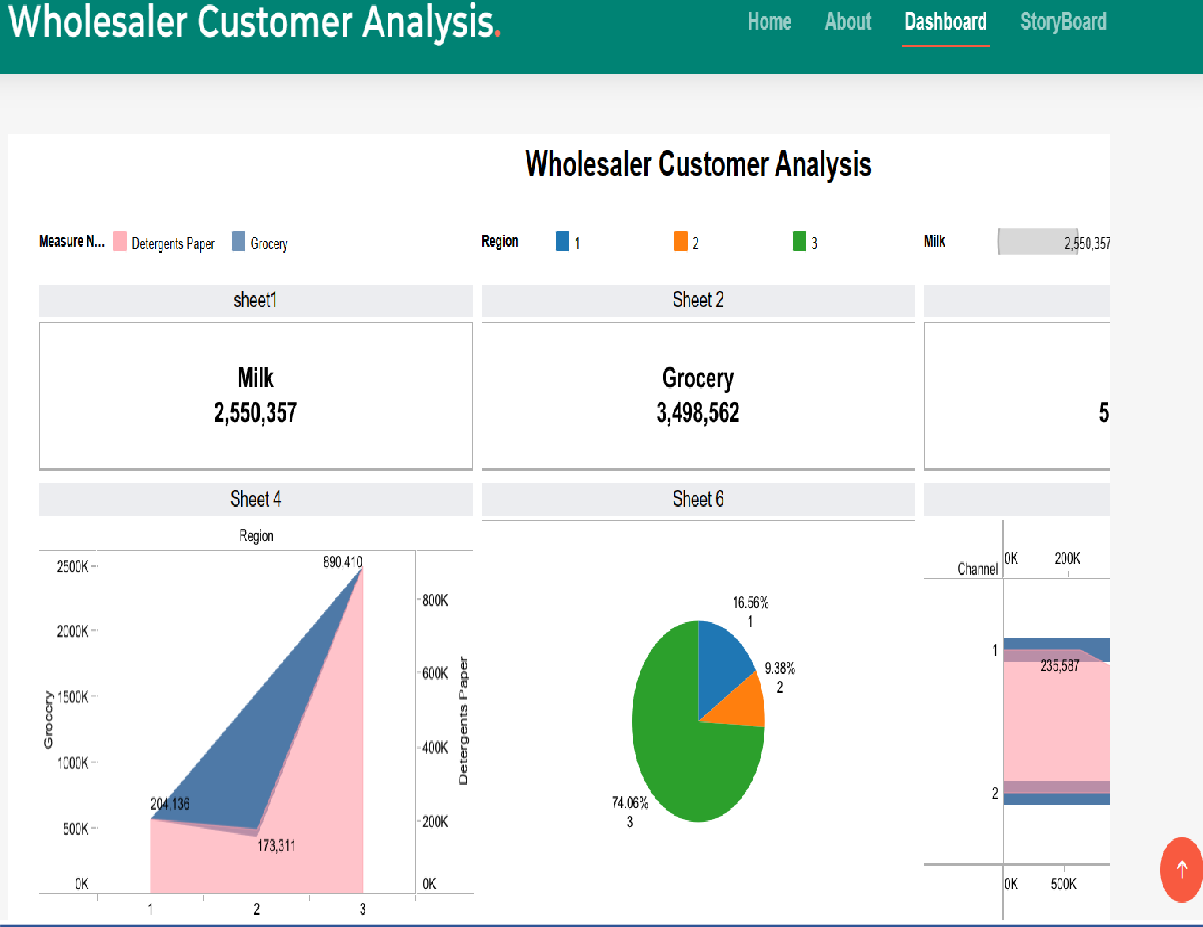 Wholesaler Customer Analysis.
Home About Dashboard StoryBoard
Wholesaler Customer Analysis
Measure N... Detergents Paper Grocery
Region 1 2 3
Milk 2,550,357
sheet1
Sheet 2
Milk
2,550,357
Grocery
3,498,562
5
Sheet 4
Sheet 6
Region
890,410
2500K
2000K
1500K
1000K
500K
0K
Grocory
204,136
173,311
800K
600K
400K
200K
0K
Detergents Paper
1 2 3
16.56%
1
9.38%
2
74.06%
3
Channel
0K 200K
1
235,587
2
0K 500K